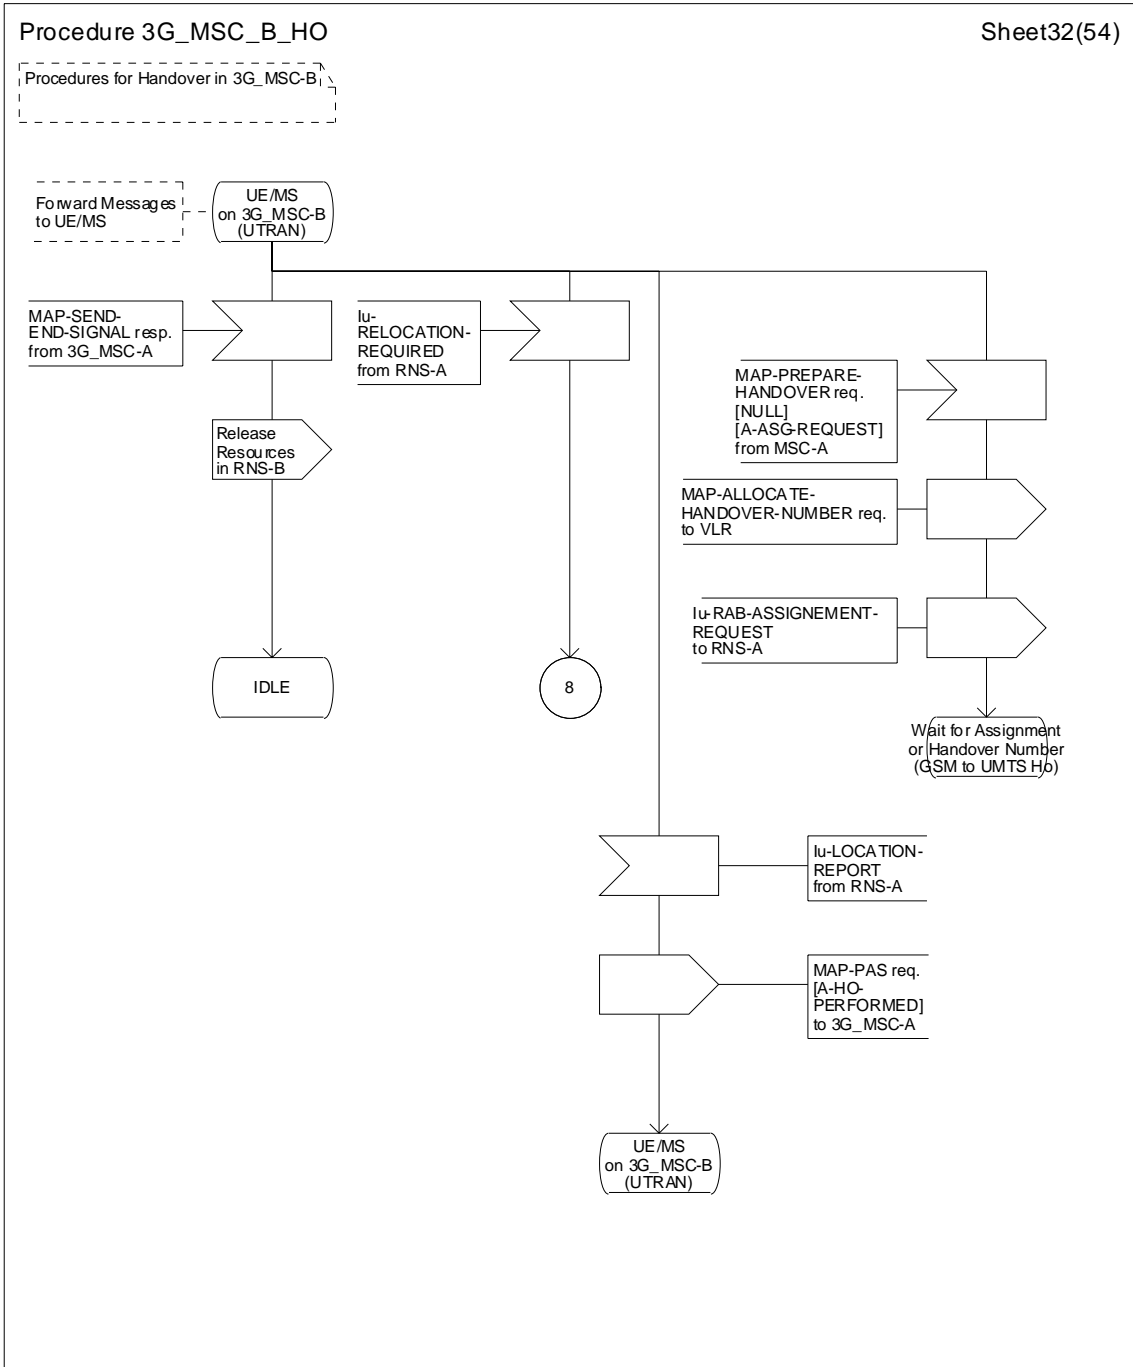 Procedure 3G_MSC_B_HO
Sheet32(54)
Procedures for Handover in 3G_MSC-B
Forward Messages
to UE/MS
UE/MS
on 3G_MSC-B
(UTRAN)
MAP-SEND-
END-SIGNAL resp.
from 3G_MSC-A
Iu-
RELOCATION-
REQUIRED
from RNS-A
MAP-PREPARE-
HANDOVER req.
[NULL]
[A-ASG-REQUEST]
from MSC-A
Release
Resources
in RNS-B
MAP-ALLOCATE-
HANDOVER-NUMBER req.
to VLR
Iu-RAB-ASSIGNEMENT-
REQUEST
to RNS-A
IDLE
8
Wait for Assignment
or Handover Number
(GSM to UMTS Ho)
Iu-LOCATION-
REPORT
from RNS-A
MAP-PAS req.
[A-HO-
PERFORMED]
to 3G_MSC-A
UE/MS
on 3G_MSC-B
(UTRAN)